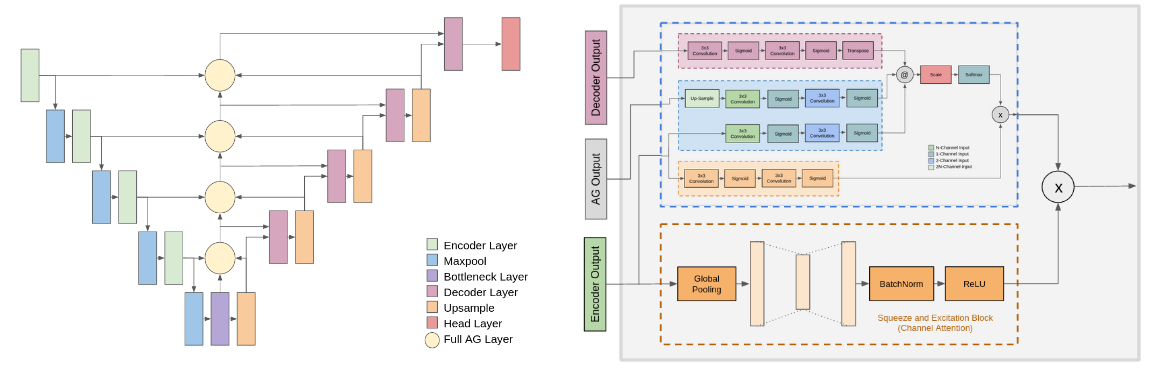 Encoder Layer
Maxpool
Bottleneck Layer
Decoder Layer
Upsample
Head Layer
Full AG Layer
Decoder Output
AG Output
Encoder Output
3x3
Convolution
Sigmoid
3x3
Convolution
Sigmoid
Transpose
@
Scale
Softmax
Up-Sample
3x3
Convolution
Sigmoid
3x3
Convolution
Sigmoid
3x3
Convolution
Sigmoid
3x3
Convolution
Sigmoid
x
N-Channel Input
1-Channel Input
2-Channel Input
2N-Channel Input
3x3
Convolution
Sigmoid
3x3
Convolution
Sigmoid
X
Global
Pooling
BatchNorm
ReLU
Squeeze and Excitation Block
(Channel Attention)